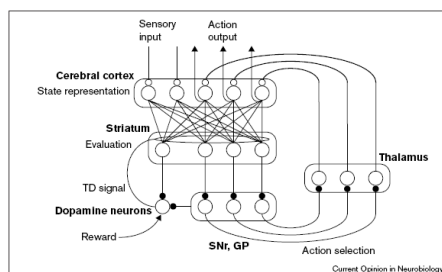 Sensory
input
Action
output
Cerebral cortex
State representation
Striatum
Evaluation
Thalamus
TD signal
Dopamine neurons
Reward
SNr, GP
Action selection
Current Opinion in Neurobiology